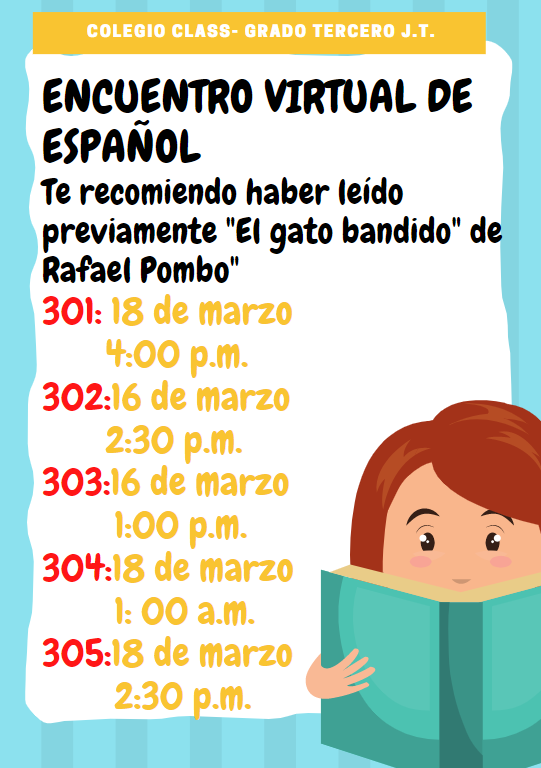 COLEGIO CLASS- GRADO TERCERO J.T.
ENCUENTRO VIRTUAL DE
ESPAÑOL
Te recomiendo haber leído
previamente "El gato bandido" de
Rafael Pombo"
301: 18 de marzo
4:00 p.m.
302:16 de marzo
2:30 p.m.
303:16 de marzo
1:00 p.m.
304:18 de marzo
1: 00 a.m.
305:18 de marzo
2:30 p.m.